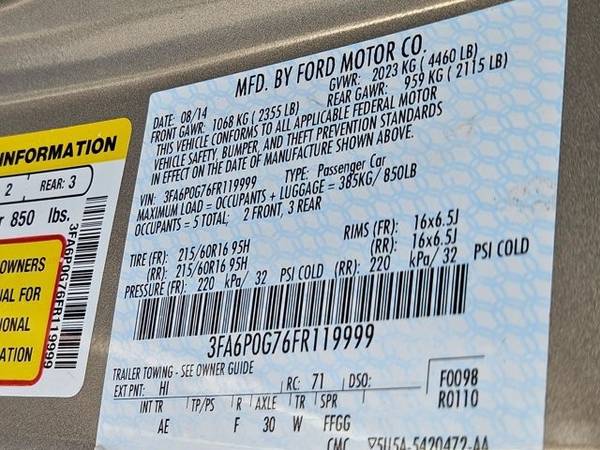 INFORMATION
2 REAR: 3
r 850 lbs.
OWNERS
UAL FOR
IONAL
ATION
3FA6P0G76FR119999
MFD. BY FORD MOTOR CO.
DATE: 08/14 GVWR: 2023 KG ( 4460 LB)
FRONT GAWR: 1068 KG ( 2355 LB) REAR GAWR: 959 KG ( 2115 LB)
THIS VEHICLE CONFORMS TO ALL APPLICABLE FEDERAL MOTOR
VEHICLE SAFETY, BUMPER, AND THEFT PREVENTION STANDARDS
IN EFFECT ON THE DATE OF MANUFACTURE SHOWN ABOVE.
VIN: 3FA6P0G76FR119999 TYPE: Passenger Car
MAXIMUM LOAD = OCCUPANTS + LUGGAGE = 385KG/ 850LB
OCCUPANTS = 5 TOTAL; 2 FRONT, 3 REAR
TIRE (FR): 215/60R16 95H RIMS (FR): 16x6.5J
(RR): 215/60R16 95H (RR): 16x6.5J
PRESSURE (FR): 220 kPa/ 32 PSI COLD (RR): 220 kPa/ 32 PSI COLD
3FA6P0G76FR119999
TRAILER TOWING - SEE OWNER GUIDE
EXT PNT: HI RC: 71 DSO: F0098
R0110
INT TR TP/PS R AXLE TR SPR
AE F 30 W FFGG